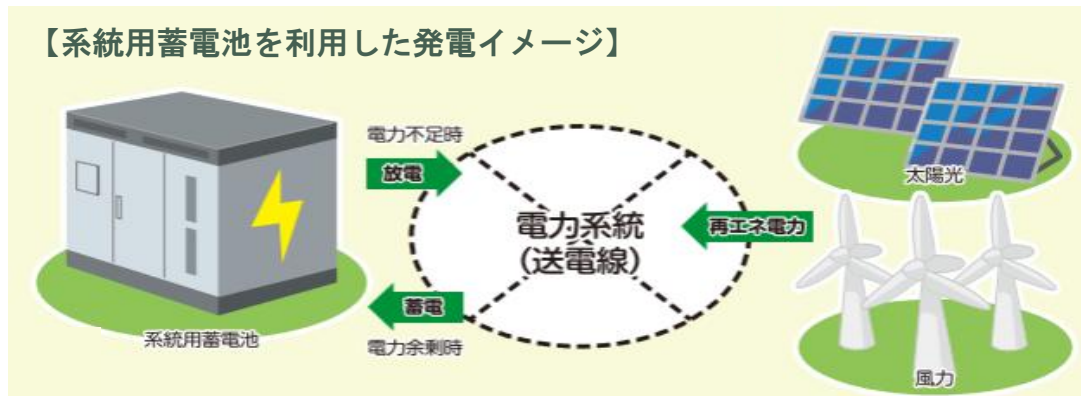 【系統用蓄電池を利用した発電イメージ】
電力不足時
放電
電力系統
(送電線)
再エネ電力
太陽光
蓄電
電力余剰時
系統用蓄電池
風力